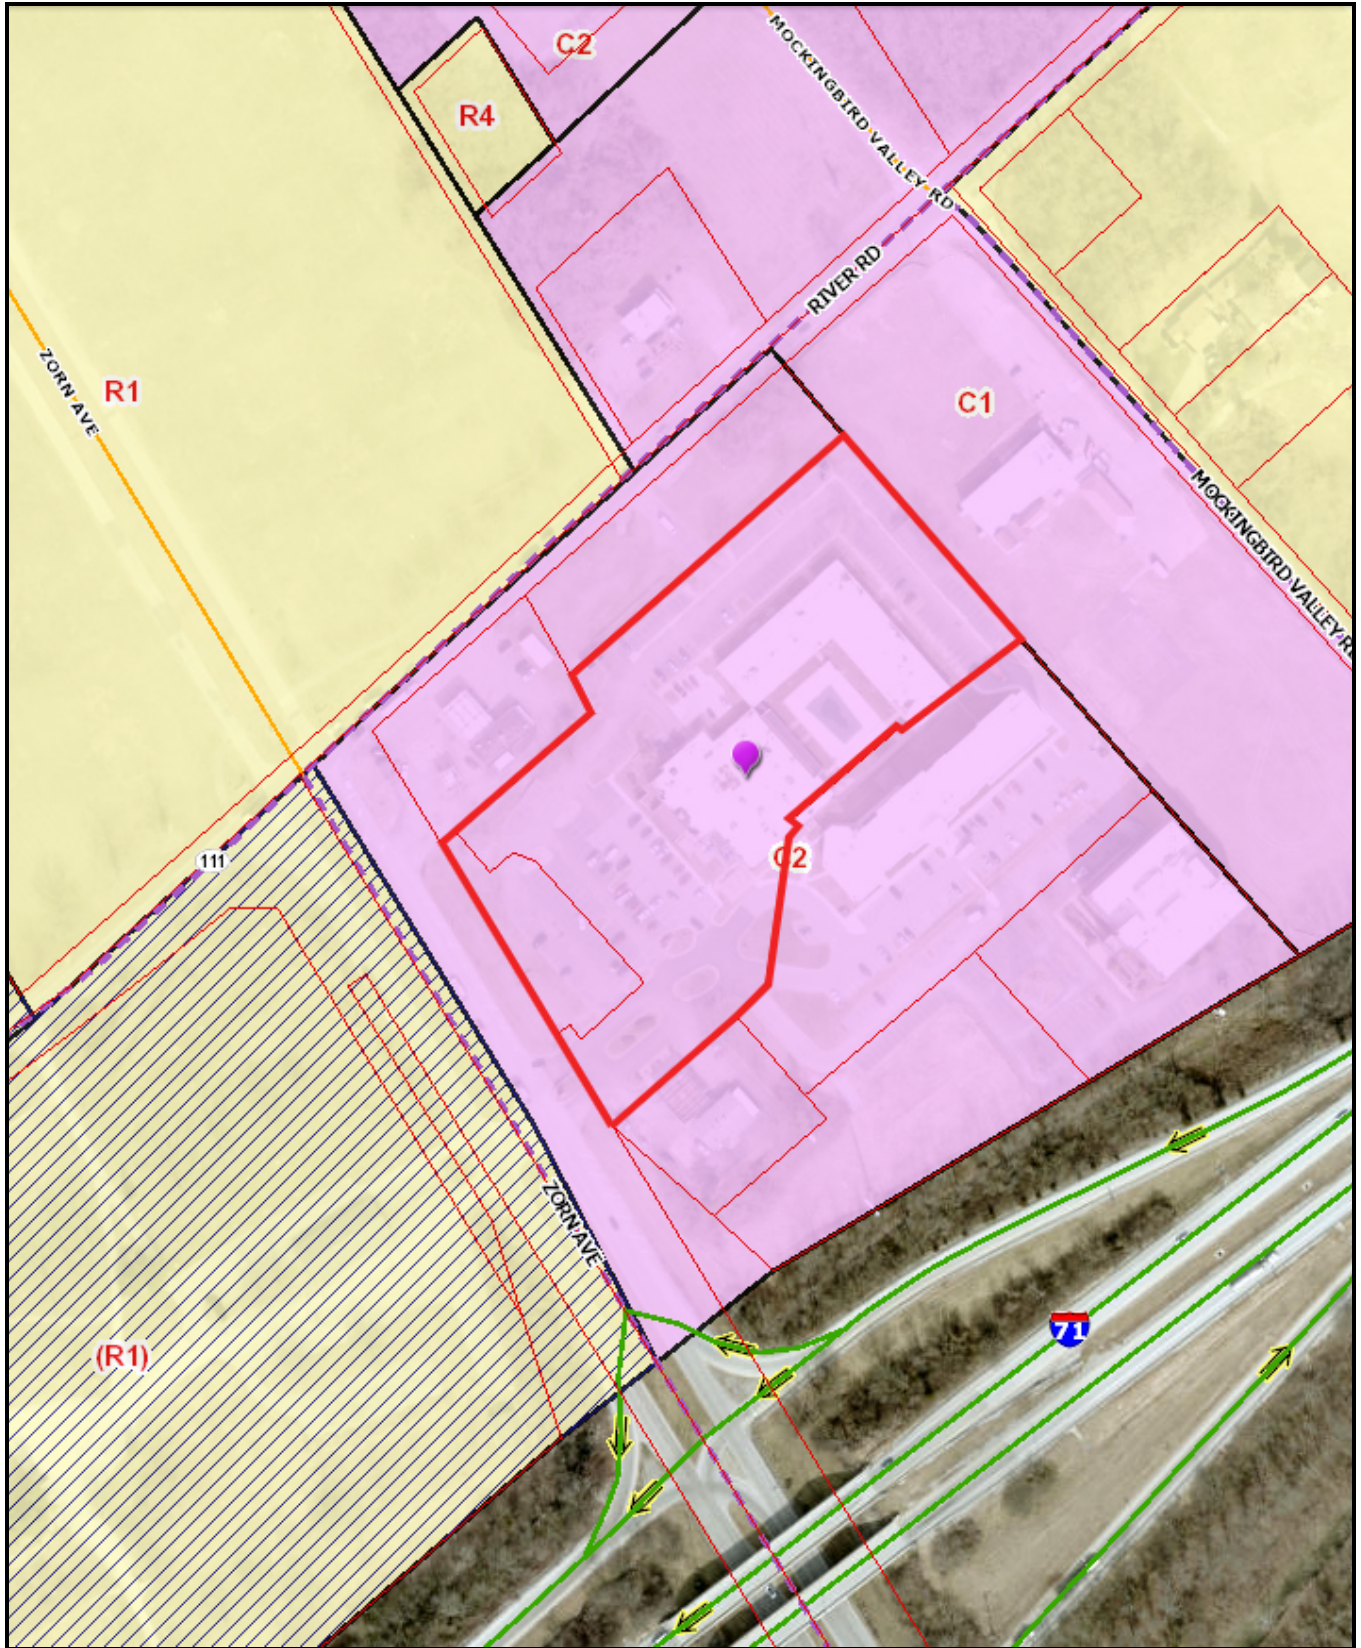 C2
MOCKINGBIRD VALLEY RD
R4
RIVER RD
ZORN AVE
R1
C1
MOCKINGBIRD VALLEY R
111
C2
ZORN AVE
71
(R1)